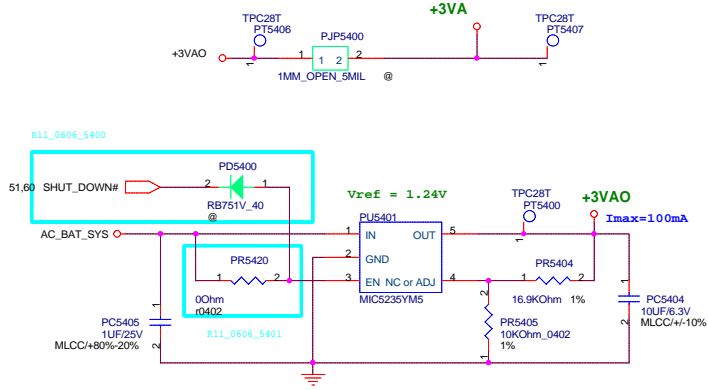 +3VA
TPC28T
PT5406
PJP5400
TPC28T
PT5407
+3VAO
1
1
1 2
2
1
1MM_OPEN_5MIL @
R11_0606_5400
51,60 SHUT_DOWN#
2
PD5400
1
RB751V_40
@
Vref = 1.24V
TPC28T
PT5400
+3VAO
Imax=100mA
AC_BAT_SYS
PU5401
1 IN OUT 5
1
2 GND
PR5420
1 2
3 EN NC or ADJ 4
PR5404
1 2
0Ohm
r0402
MIC5235YM5
16.9KOhm 1%
R11_0606_5401
1
PC5405
1UF/25V
MLCC/+80%-20%
2
2
PR5405
10KOhm_0402
1%
1
1
PC5404
10UF/6.3V
MLCC/+/-10%
2